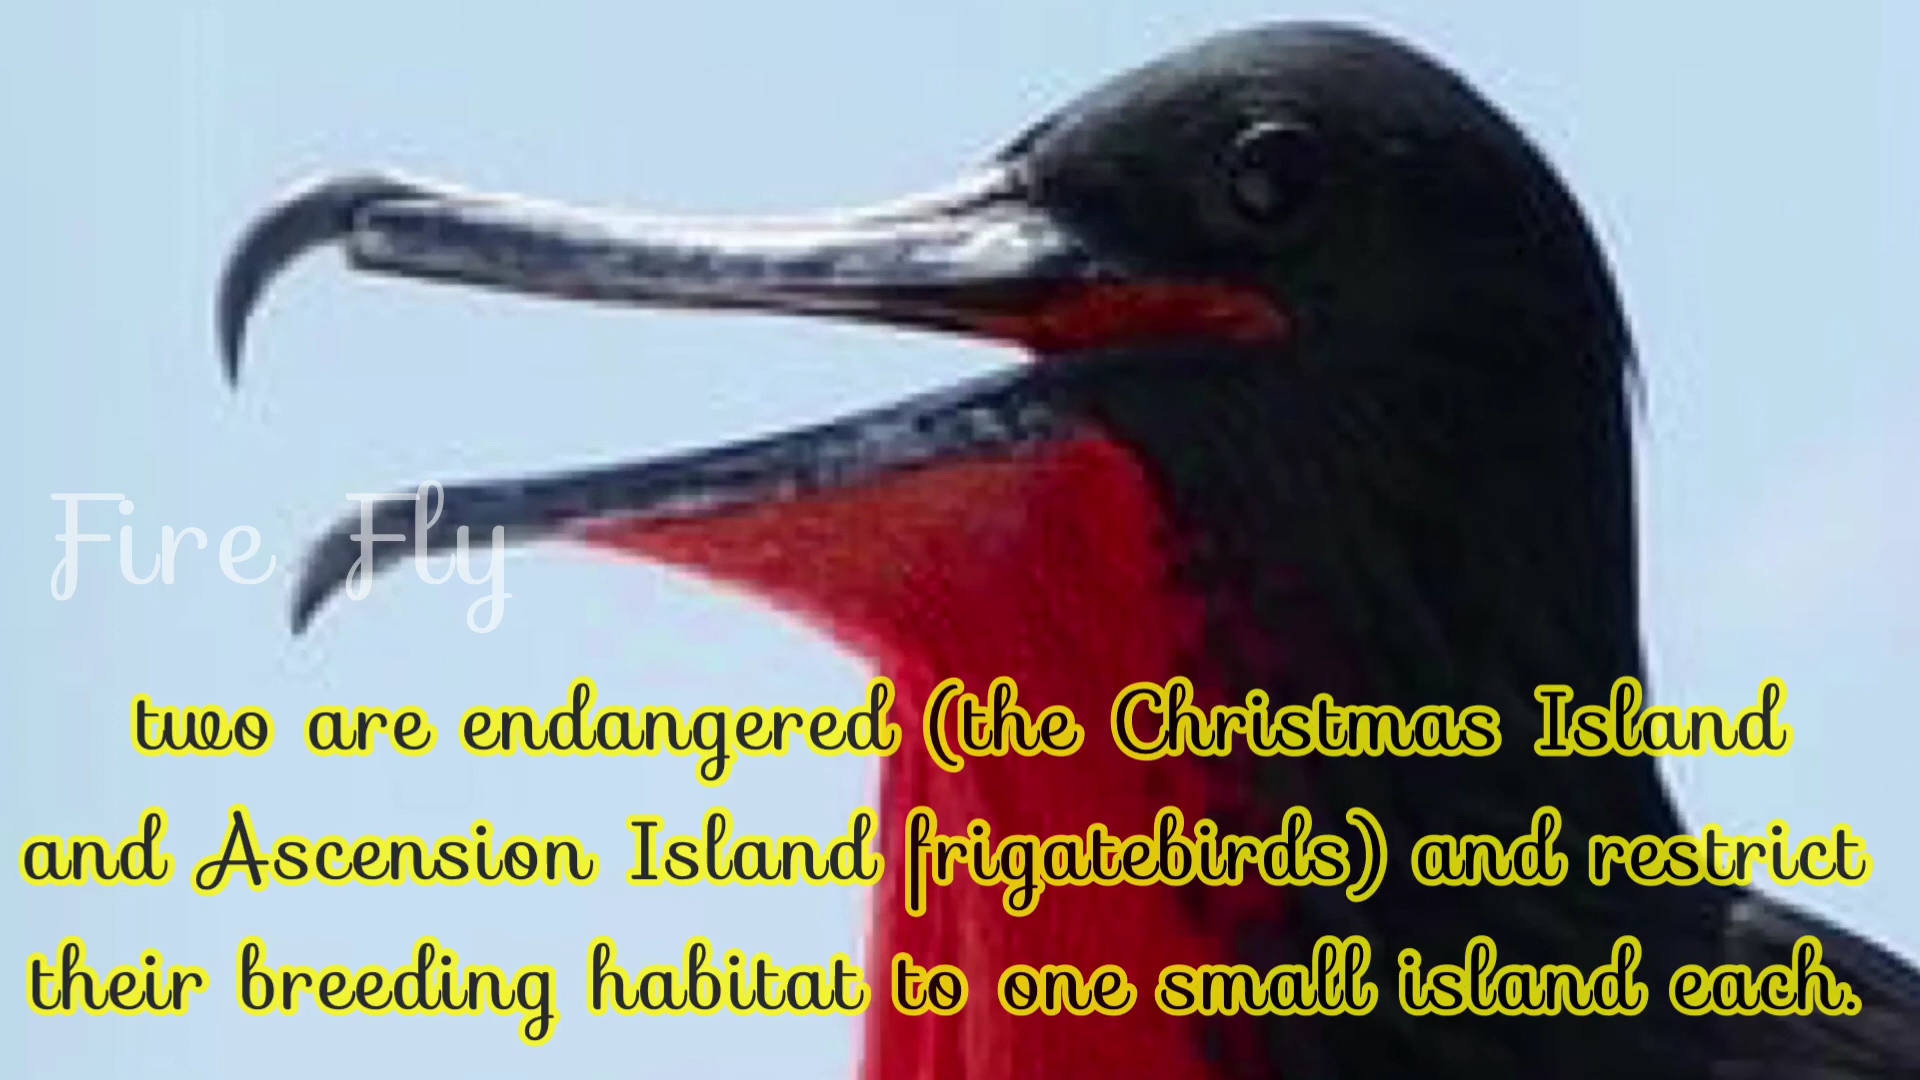 Fire Fly
two are endangered (the Christmas Island
and Ascension Island frigatebirds) and restrict
their breeding habitat to one small island each.